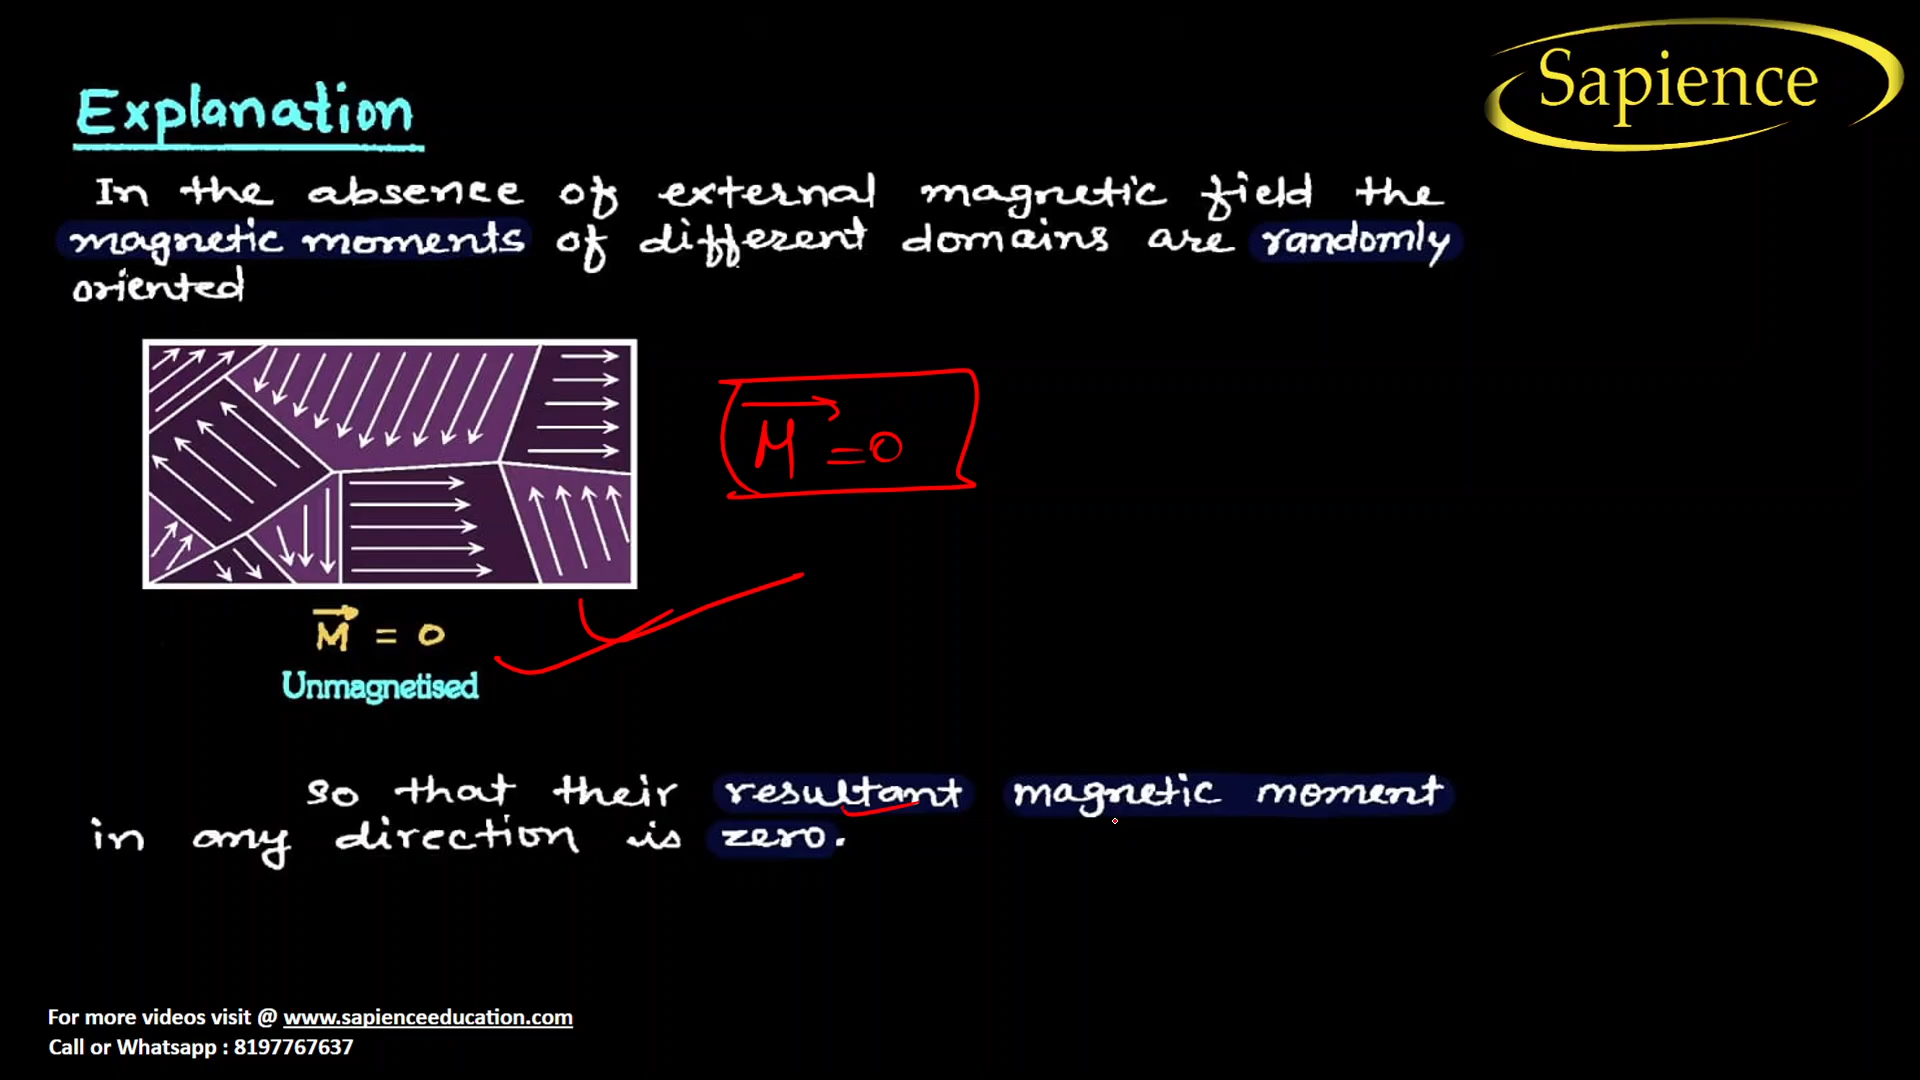 Sapience
Explanation
In the absence of external magnetic field the
magnetic moments of different domains are randomly
oriented
M = 0
M = 0
Unmagnetised
so that their resultant magnetic moment
in any direction is zero.
For more videos visit @ www.sapienceeducation.com
Call or Whatsapp : 8197767637